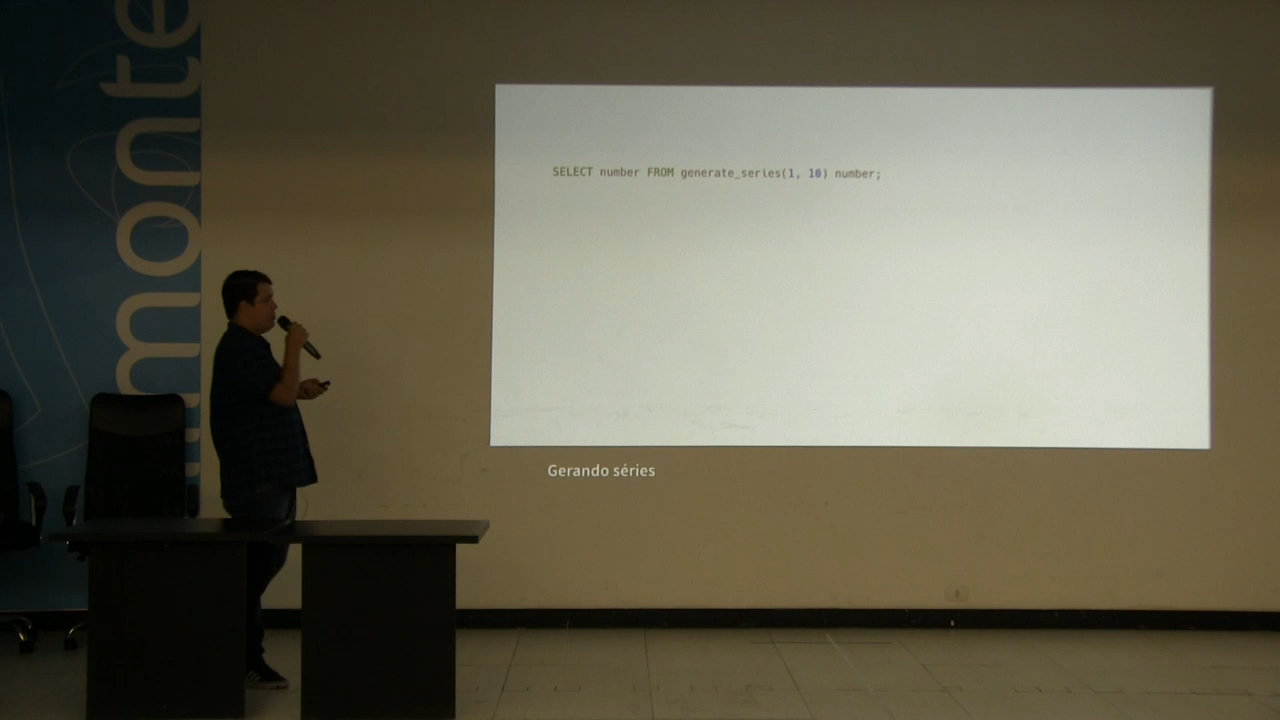 monte
SELECT number FROM generate_series(1, 10) number;
Gerando séries